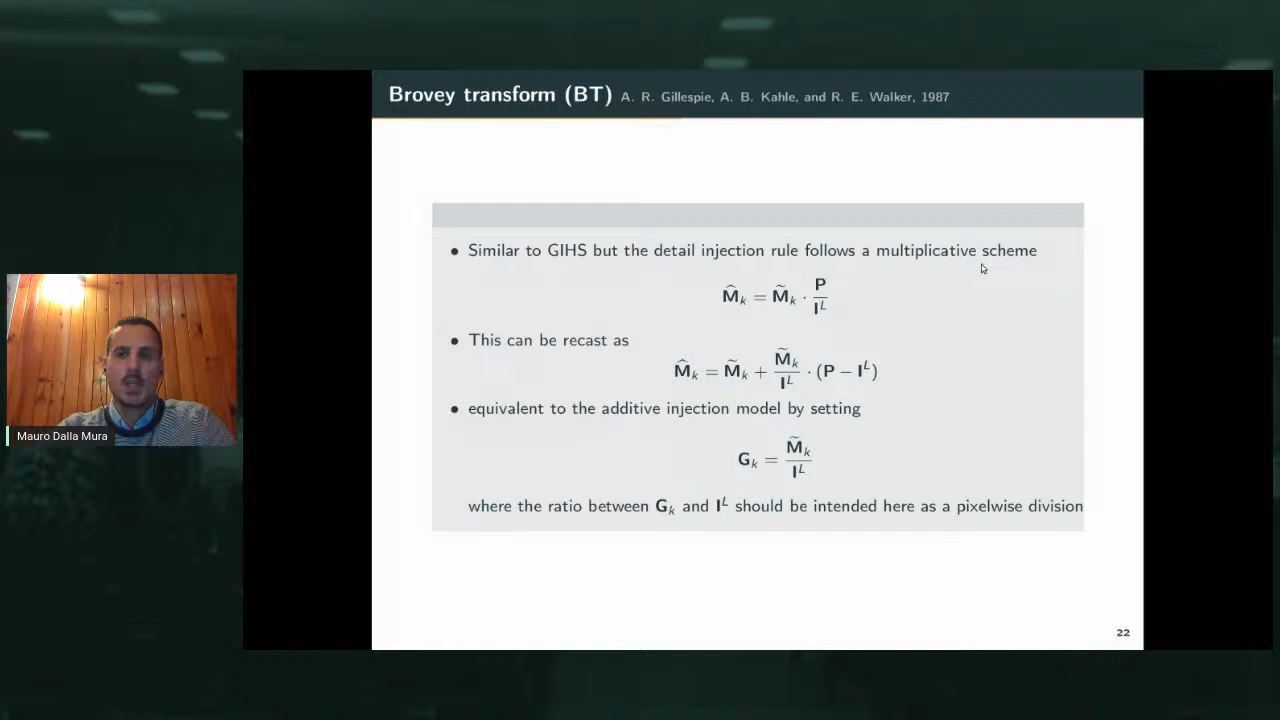 Brovey transform (BT) A. R. Gillespie, A. B. Kahle, and R. E. Walker, 1987
• Similar to GIHS but the detail injection rule follows a multiplicative scheme
M̂ₖ = M̃ₖ · P / Iᴸ
• This can be recast as
M̂ₖ = M̃ₖ + M̃ₖ / Iᴸ · (P − Iᴸ)
• equivalent to the additive injection model by setting
Gₖ = M̃ₖ / Iᴸ
where the ratio between Gₖ and Iᴸ should be intended here as a pixelwise division
Mauro Dalla Mura
22